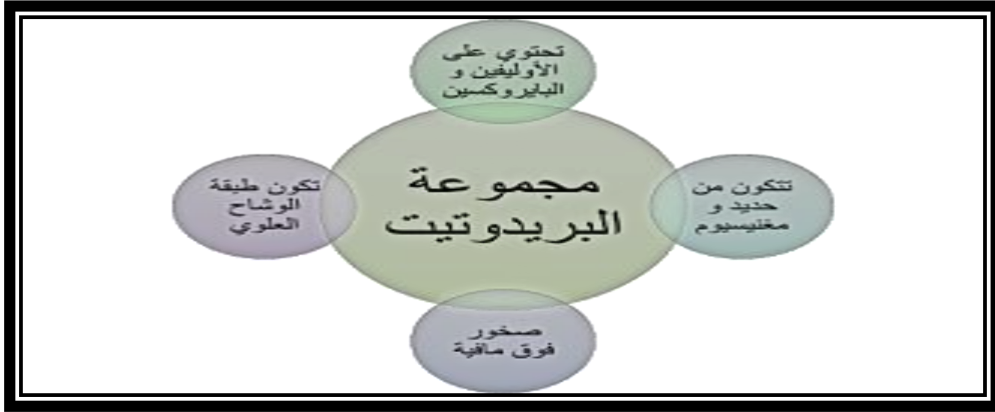 تحتوي على
الأوليفين و
البايروكسين
مجموعة
البريدوتيت
تتكون من
حديد و
مغنيسيوم
تكون طبقة
الوشاح
العلوي
صخور
فوق مافية